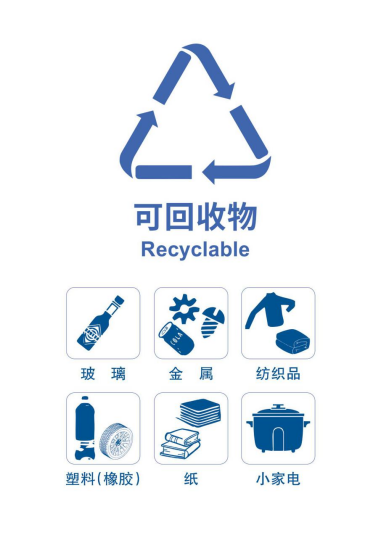 可回收物
Recyclable
玻 璃
金 属
纺织品
COLA
塑料(橡胶)
纸
小家电